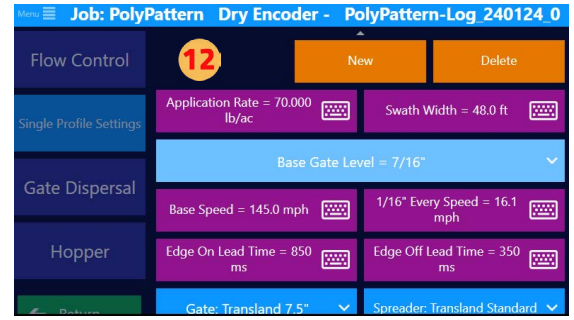 Menu Job: PolyPattern Dry Encoder - PolyPattern-Log_240124_0
Flow Control
12
New
Delete
Single Profile Settings
Application Rate = 70.000
lb/ac
Swath Width = 48.0 ft
Base Gate Level = 7/16"
Gate Dispersal
Base Speed = 145.0 mph
1/16" Every Speed = 16.1
mph
Hopper
Edge On Lead Time = 850
ms
Edge Off Lead Time = 350
ms
Return
Gate: Transland 7.5"
Spreader: Transland Standard